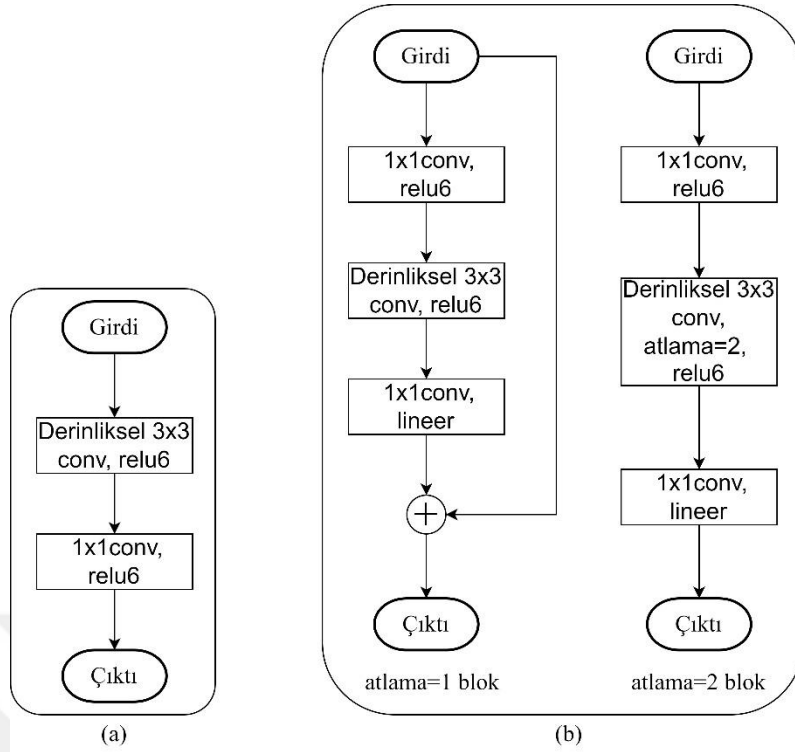 Girdi
Derinliksel 3x3
conv, relu6
1x1conv,
relu6
Çıktı
(a)
Girdi
1x1conv,
relu6
Derinliksel 3x3
conv, relu6
1x1conv,
lineer
+
Çıktı
atlama=1 blok
Girdi
1x1conv,
relu6
Derinliksel 3x3
conv,
atlama=2,
relu6
1x1conv,
lineer
Çıktı
atlama=2 blok
(b)